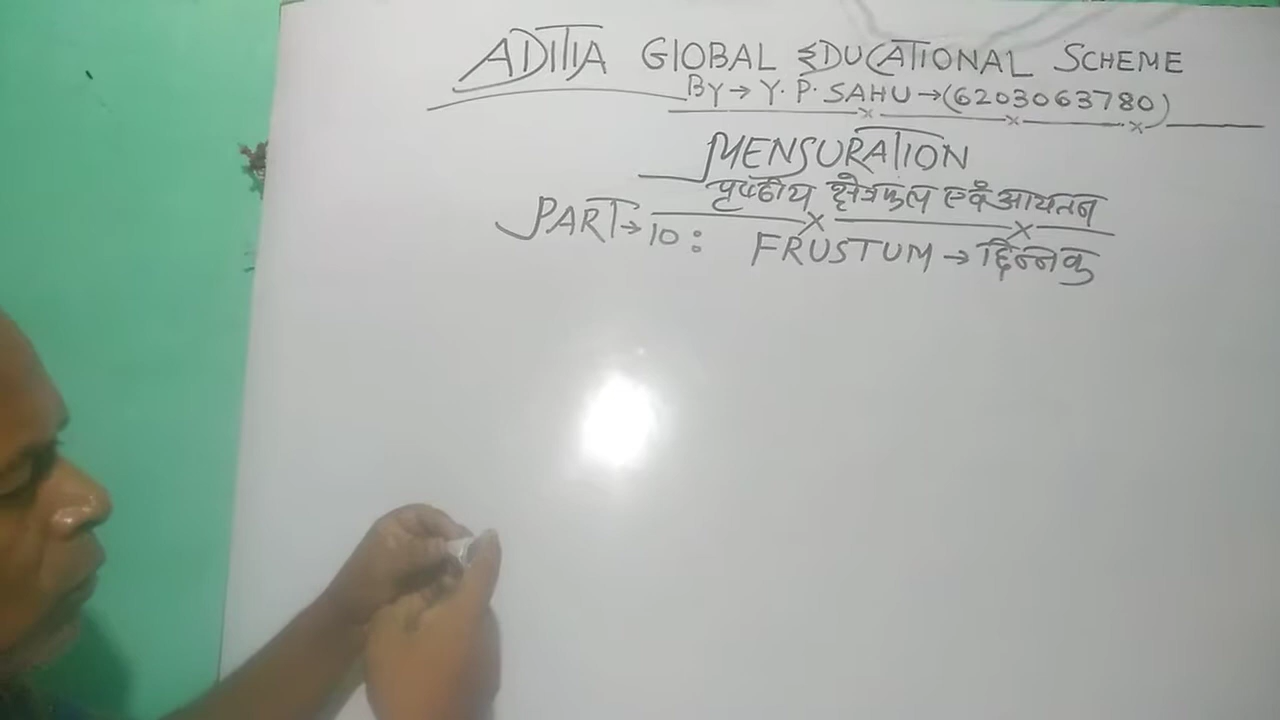 ADITIA GLOBAL EDUCATIONAL SCHEME
BY → Y. P. SAHU → (6203063780)
MENSURATION
पृष्ठीय क्षेत्रफल एवं आयतन
PART → 10 : FRUSTUM → छिन्नक